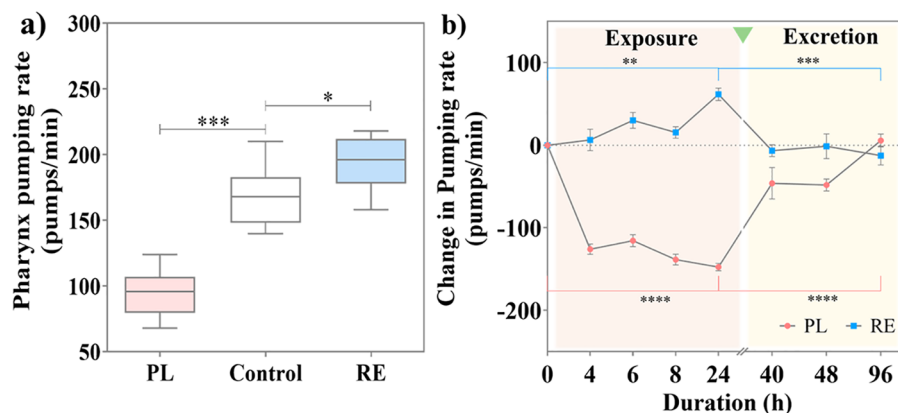 a)
Pharynx pumping rate
(pumps/min)
300
250
200
150
100
50
***
*
PL Control RE
b)
Change in Pumping rate
(pumps/min)
100
0
-100
-200
Exposure Excretion
** ***
**** ****
PL RE
0 4 6 8 24 40 48 96
Duration (h)